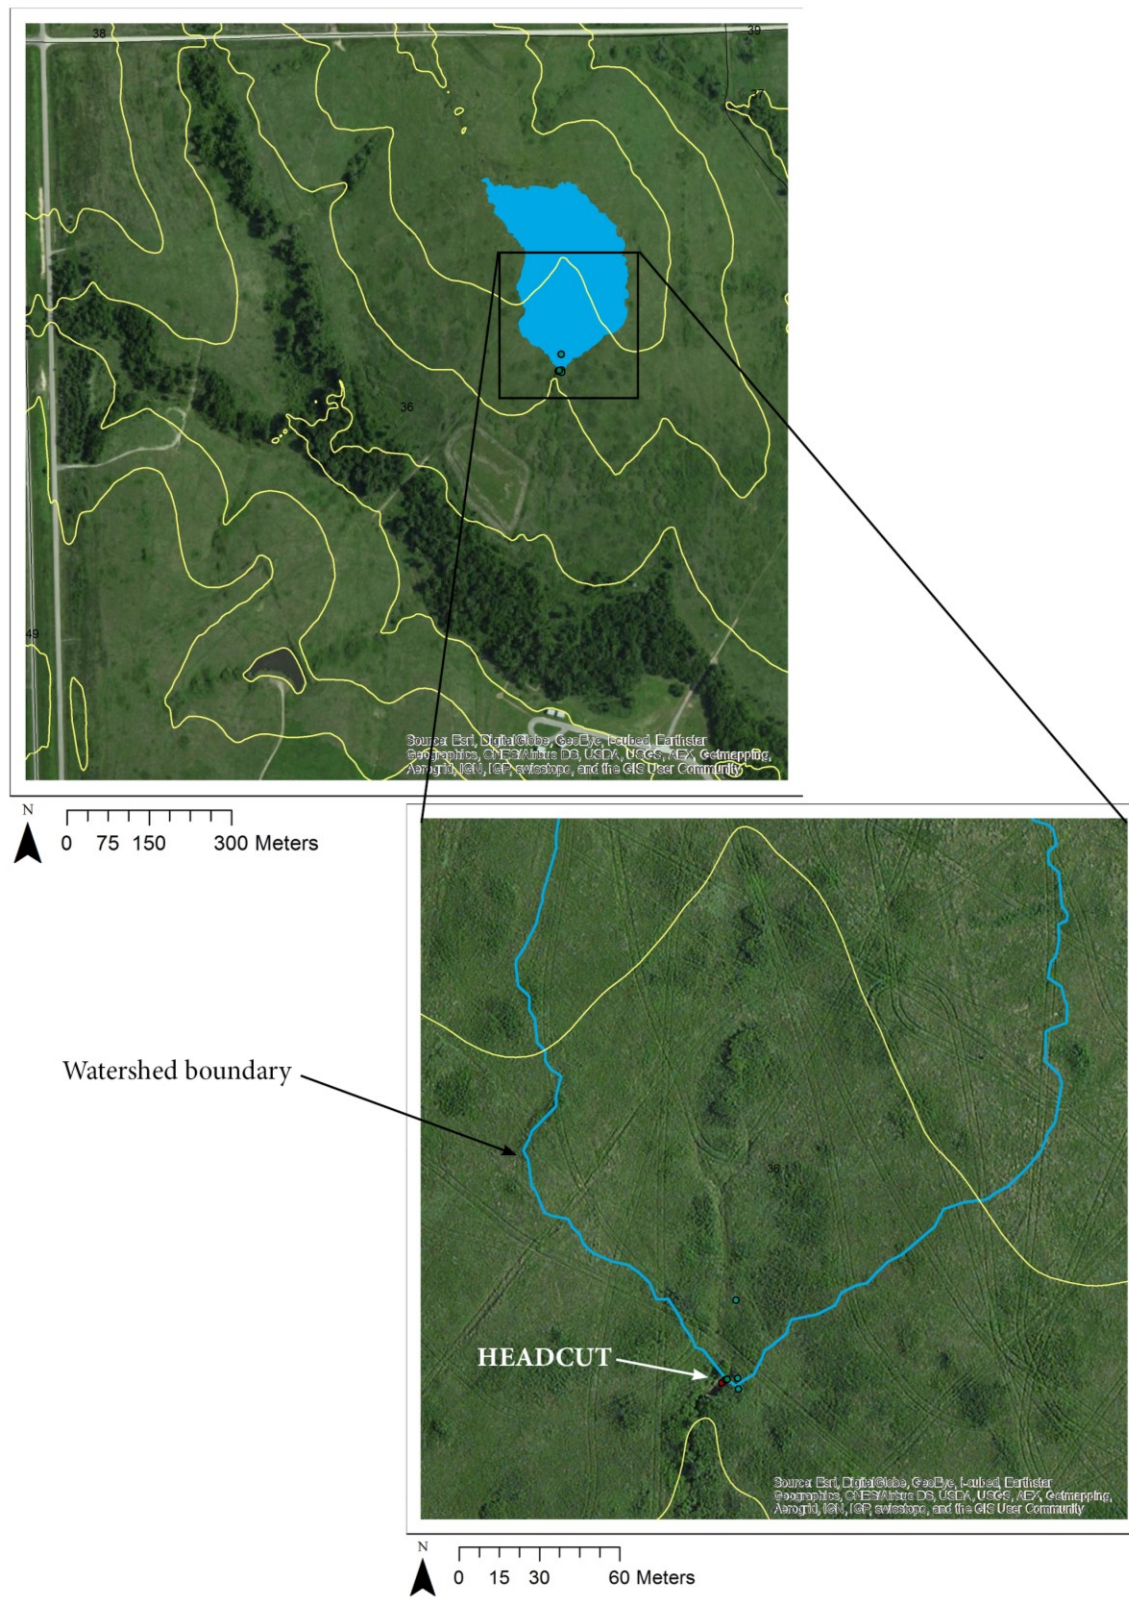 38
39
37
36
49
Source: Esri, DigitalGlobe, GeoEye, i-cubed, Earthstar
Geographics, CNES/Airbus DS, USDA, USGS, AEX, Getmapping,
Aerogrid, IGN, IGP, swisstopo, and the GIS User Community
N
0 75 150 300 Meters
Watershed boundary
36
HEADCUT
Source: Esri, DigitalGlobe, GeoEye, i-cubed, Earthstar
Geographics, CNES/Airbus DS, USDA, USGS, AEX, Getmapping,
Aerogrid, IGN, IGP, swisstopo, and the GIS User Community
N
0 15 30 60 Meters